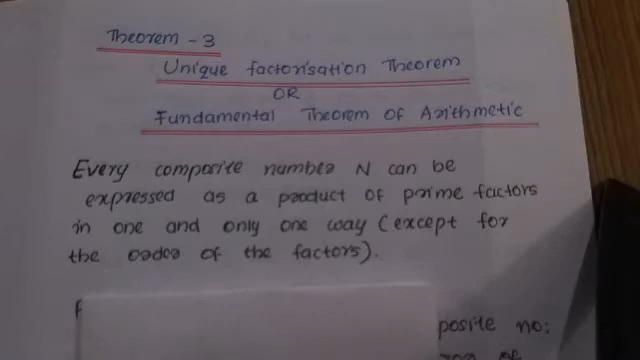 Theorem - 3
Unique factorisation Theorem
OR
Fundamental Theorem OF Arithmetic
Every composite number N can be
expressed as a product of prime factors
in one and only one way (except for
the order of the factors).
posite no: